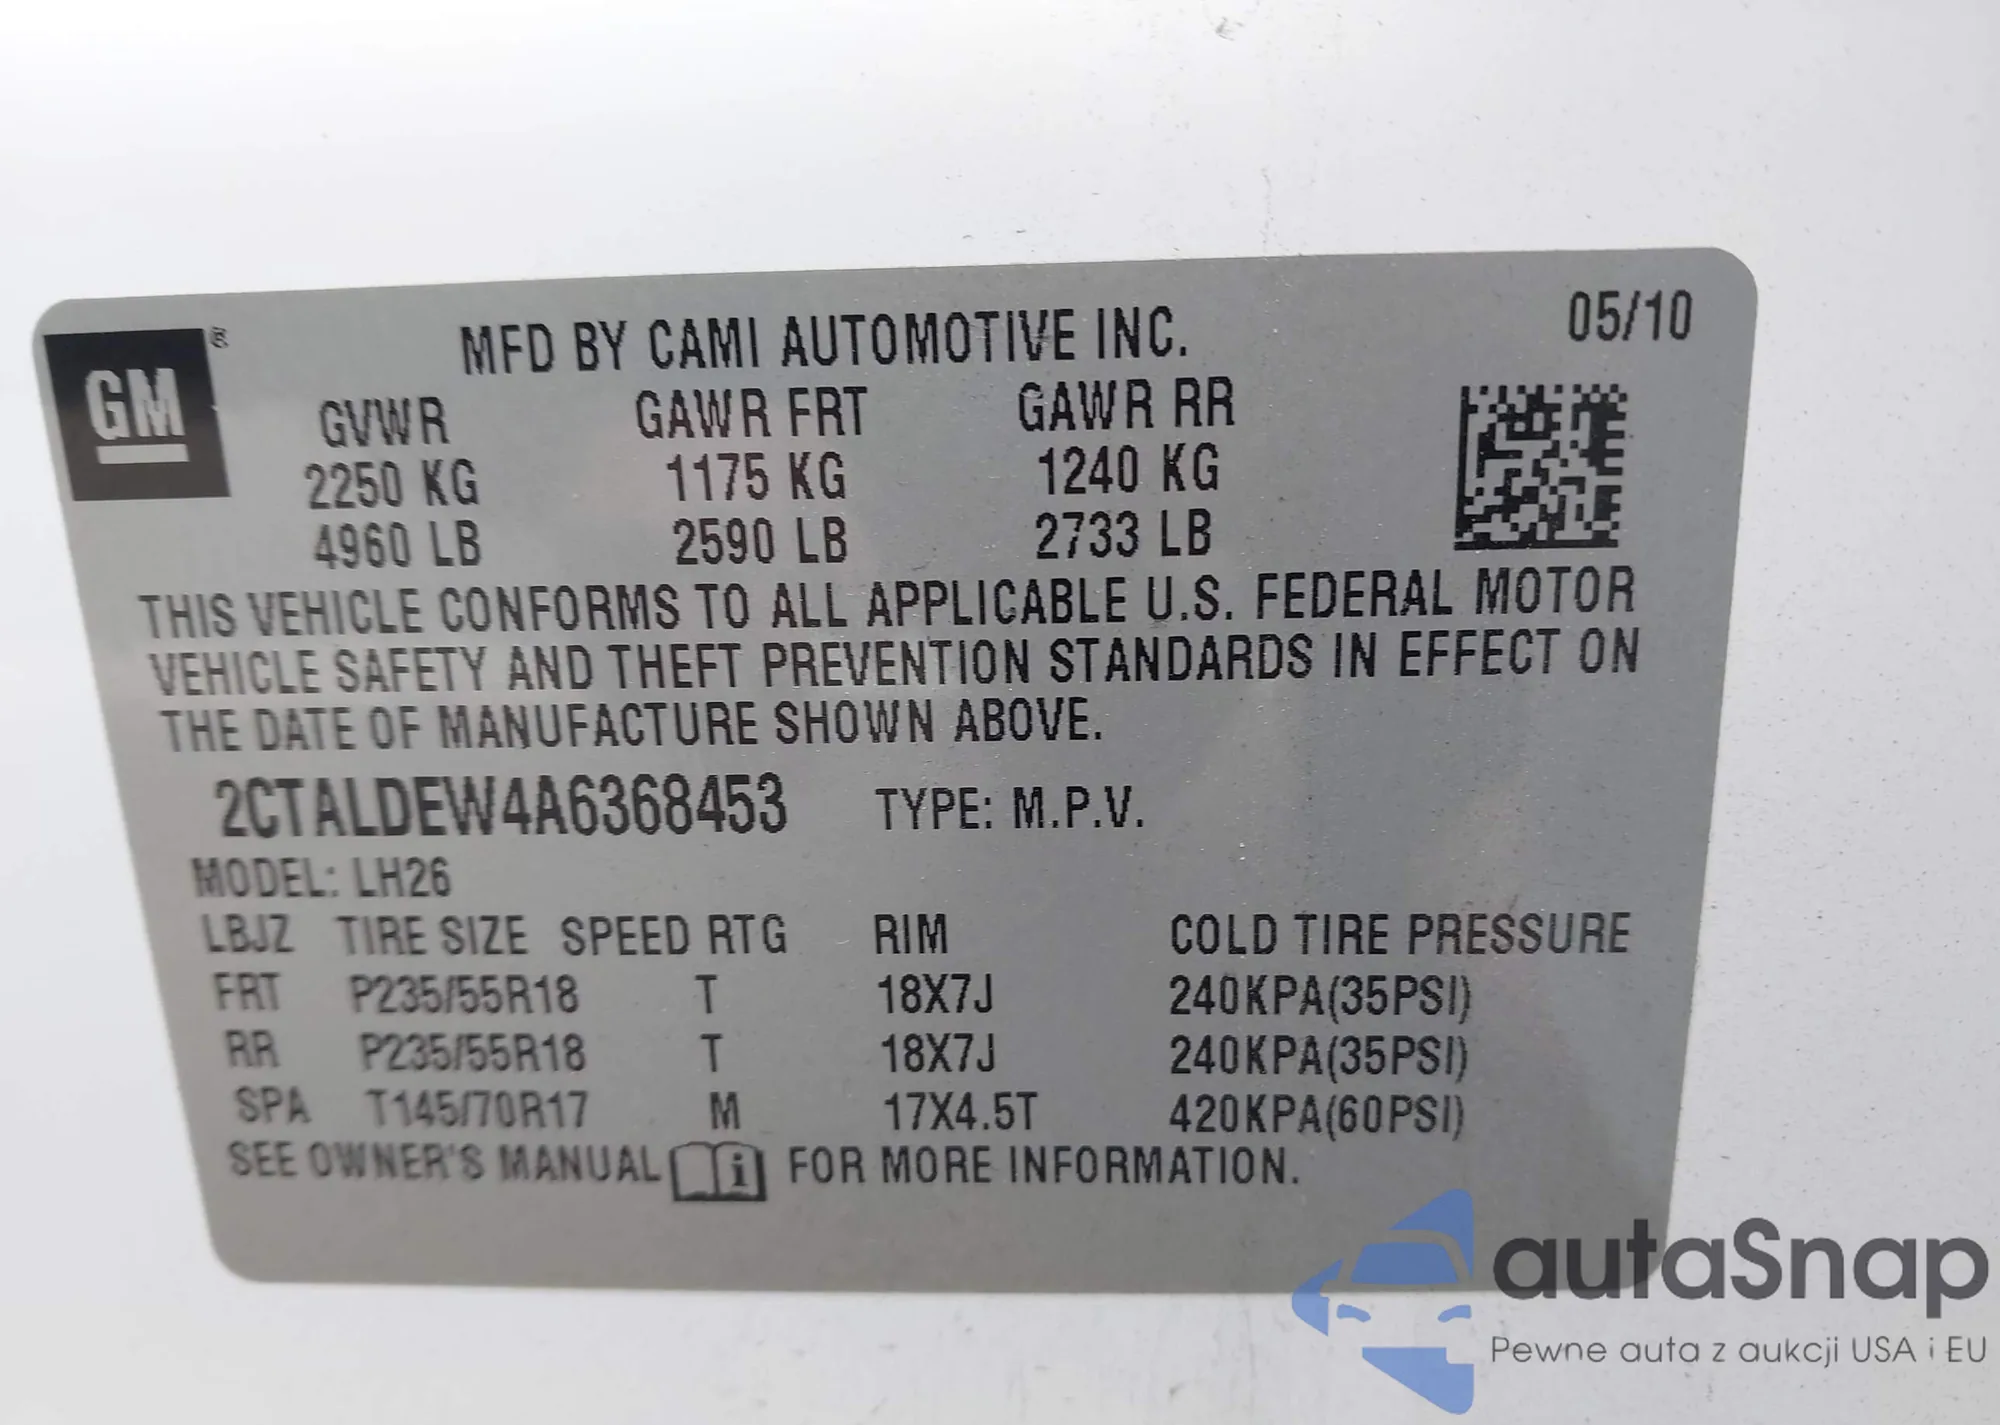 GM®
MFD BY CAMI AUTOMOTIVE INC. 05/10
GVWR GAWR FRT GAWR RR
2250 KG 1175 KG 1240 KG
4960 LB 2590 LB 2733 LB
THIS VEHICLE CONFORMS TO ALL APPLICABLE U.S. FEDERAL MOTOR
VEHICLE SAFETY AND THEFT PREVENTION STANDARDS IN EFFECT ON
THE DATE OF MANUFACTURE SHOWN ABOVE.
2CTALDEW4A6368453 TYPE: M.P.V.
MODEL: LH26
LBJZ TIRE SIZE SPEED RTG RIM COLD TIRE PRESSURE
FRT P235/55R18 T 18X7J 240KPA(35PSI)
RR P235/55R18 T 18X7J 240KPA(35PSI)
SPA T145/70R17 M 17X4.5T 420KPA(60PSI)
SEE OWNER'S MANUAL i FOR MORE INFORMATION.
autaSnap
Pewne auta z aukcji USA i EU